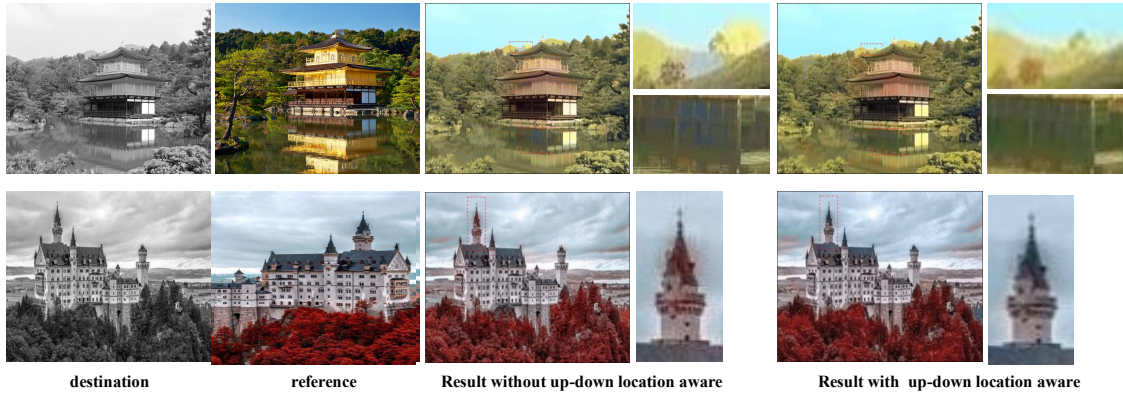 destination
reference
Result without up-down location aware
Result with up-down location aware